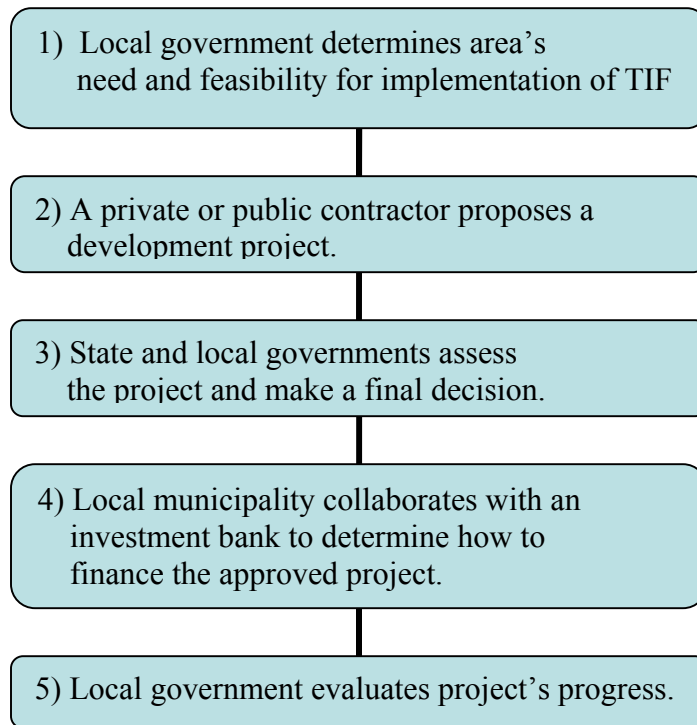 1) Local government determines area’s
need and feasibility for implementation of TIF
2) A private or public contractor proposes a
development project.
3) State and local governments assess
the project and make a final decision.
4) Local municipality collaborates with an
investment bank to determine how to
finance the approved project.
5) Local government evaluates project’s progress.